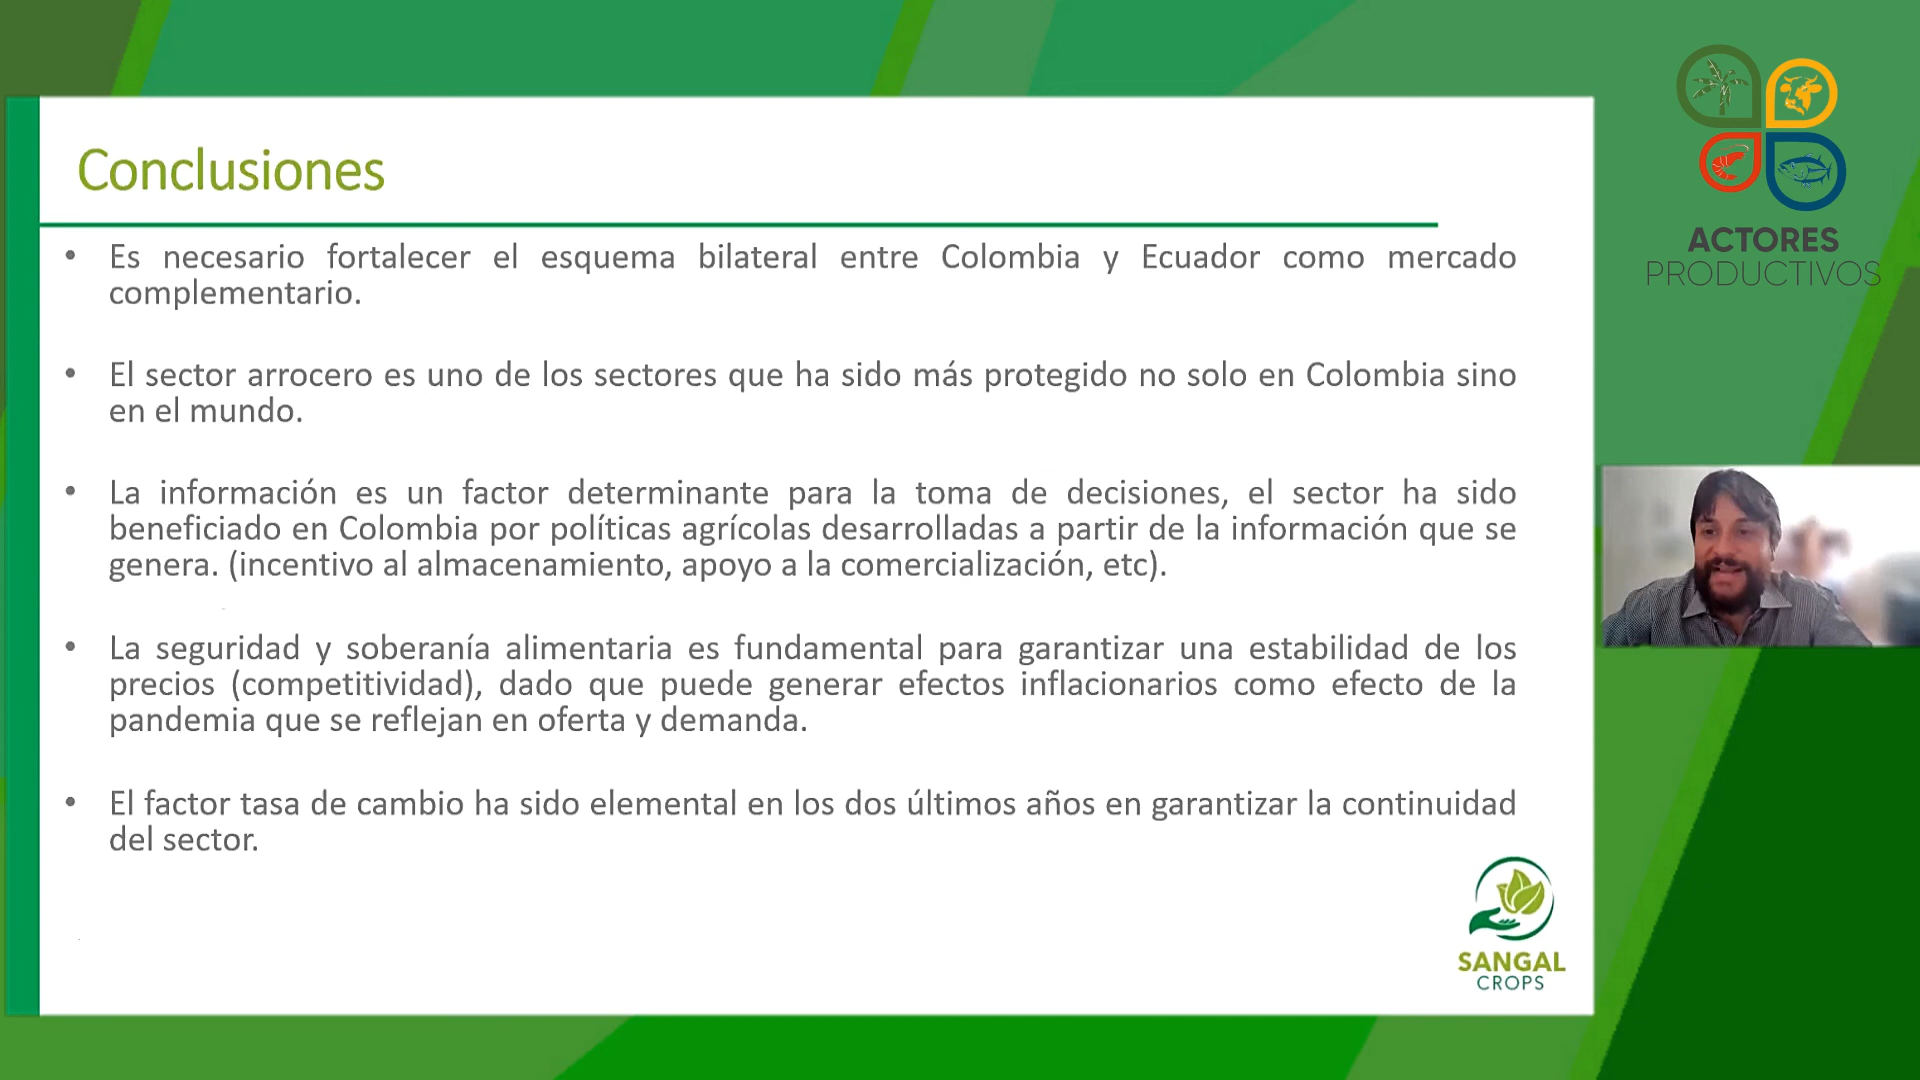 Conclusiones
• Es necesario fortalecer el esquema bilateral entre Colombia y Ecuador como mercado
complementario.
• El sector arrocero es uno de los sectores que ha sido más protegido no solo en Colombia sino
en el mundo.
• La información es un factor determinante para la toma de decisiones, el sector ha sido
beneficiado en Colombia por políticas agrícolas desarrolladas a partir de la información que se
genera. (incentivo al almacenamiento, apoyo a la comercialización, etc).
• La seguridad y soberanía alimentaria es fundamental para garantizar una estabilidad de los
precios (competitividad), dado que puede generar efectos inflacionarios como efecto de la
pandemia que se reflejan en oferta y demanda.
• El factor tasa de cambio ha sido elemental en los dos últimos años en garantizar la continuidad
del sector.
SANGAL
CROPS
ACTORES
PRODUCTIVOS